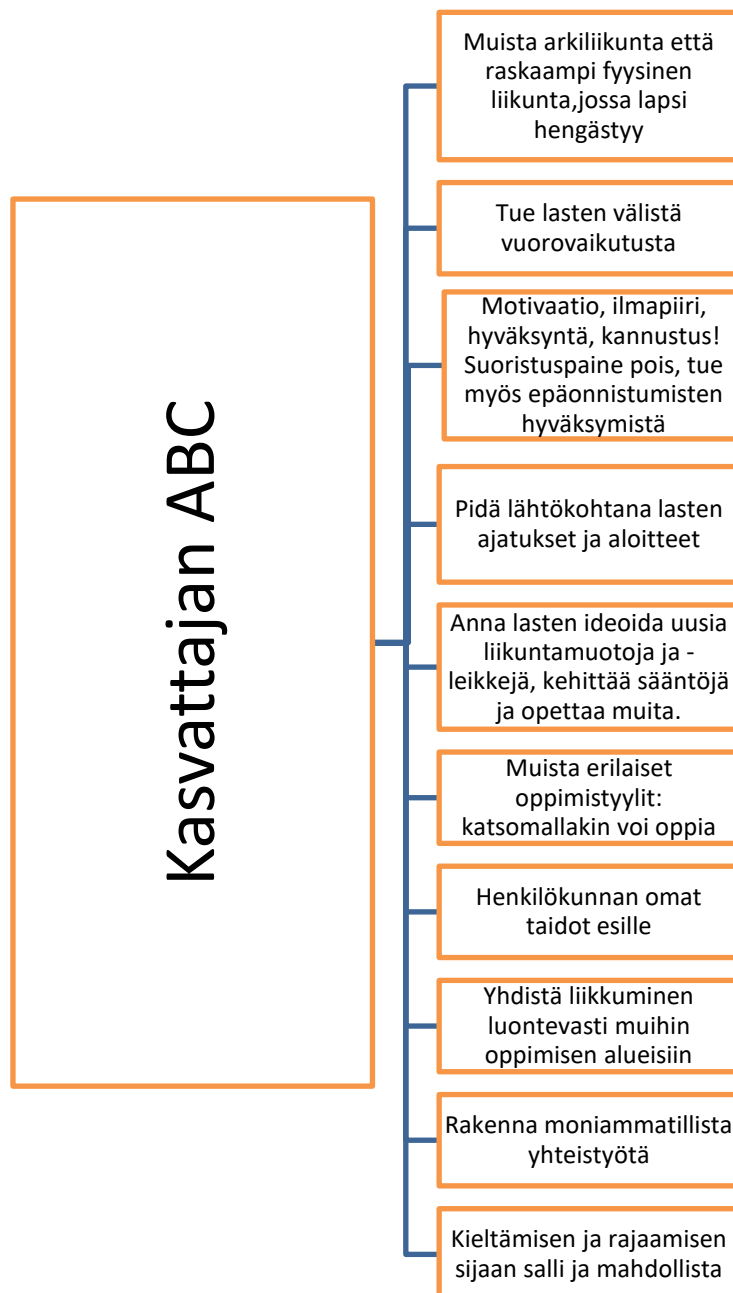 Kasvattajan ABC
Muista arkiliikunta että
raskaampi fyysinen
liikunta,jossa lapsi
hengästyy
Tue lasten välistä
vuorovaikutusta
Motivaatio, ilmapiiri,
hyväksyntä, kannustus!
Suoristuspaine pois, tue
myös epäonnistumisten
hyväksymistä
Pidä lähtökohtana lasten
ajatukset ja aloitteet
Anna lasten ideoida uusia
liikuntamuotoja ja -
leikkejä, kehittää sääntöjä
ja opettaa muita.
Muista erilaiset
oppimistyylit:
katsomallakin voi oppia
Henkilökunnan omat
taidot esille
Yhdistä liikkuminen
luontevasti muihin
oppimisen alueisiin
Rakenna moniammatillista
yhteistyötä
Kieltämisen ja rajaamisen
sijaan salli ja mahdollista